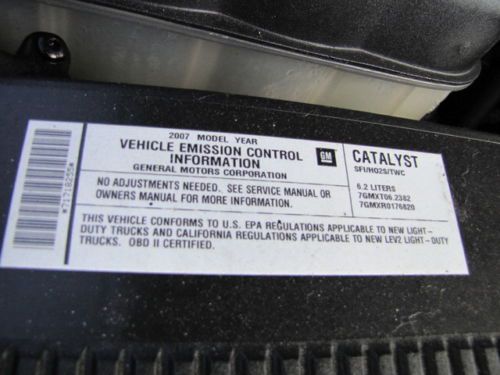 2007 MODEL YEAR
VEHICLE EMISSION CONTROL
INFORMATION
GENERAL MOTORS CORPORATION
GM
CATALYST
SFI/HO2S/TWC
NO ADJUSTMENTS NEEDED. SEE SERVICE MANUAL OR
OWNERS MANUAL FOR MORE INFORMATION.
6.2 LITERS
7GMXT06.2382
7GMXR0176820
THIS VEHICLE CONFORMS TO U.S. EPA REGULATIONS APPLICABLE TO NEW LIGHT-
DUTY TRUCKS AND CALIFORNIA REGULATIONS APPLICABLE TO NEW LEV2 LIGHT-DUTY
TRUCKS. OBD II CERTIFIED.